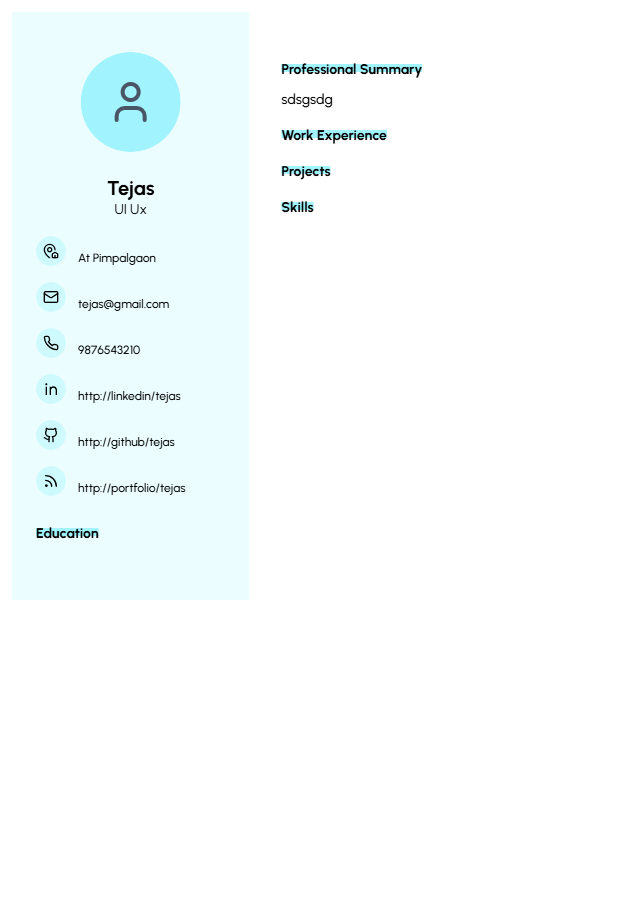 Tejas
UI Ux
At Pimpalgaon
tejas@gmail.com
9876543210
http://linkedin/tejas
http://github/tejas
http://portfolio/tejas
Education
Professional Summary
sdsgsdg
Work Experience
Projects
Skills